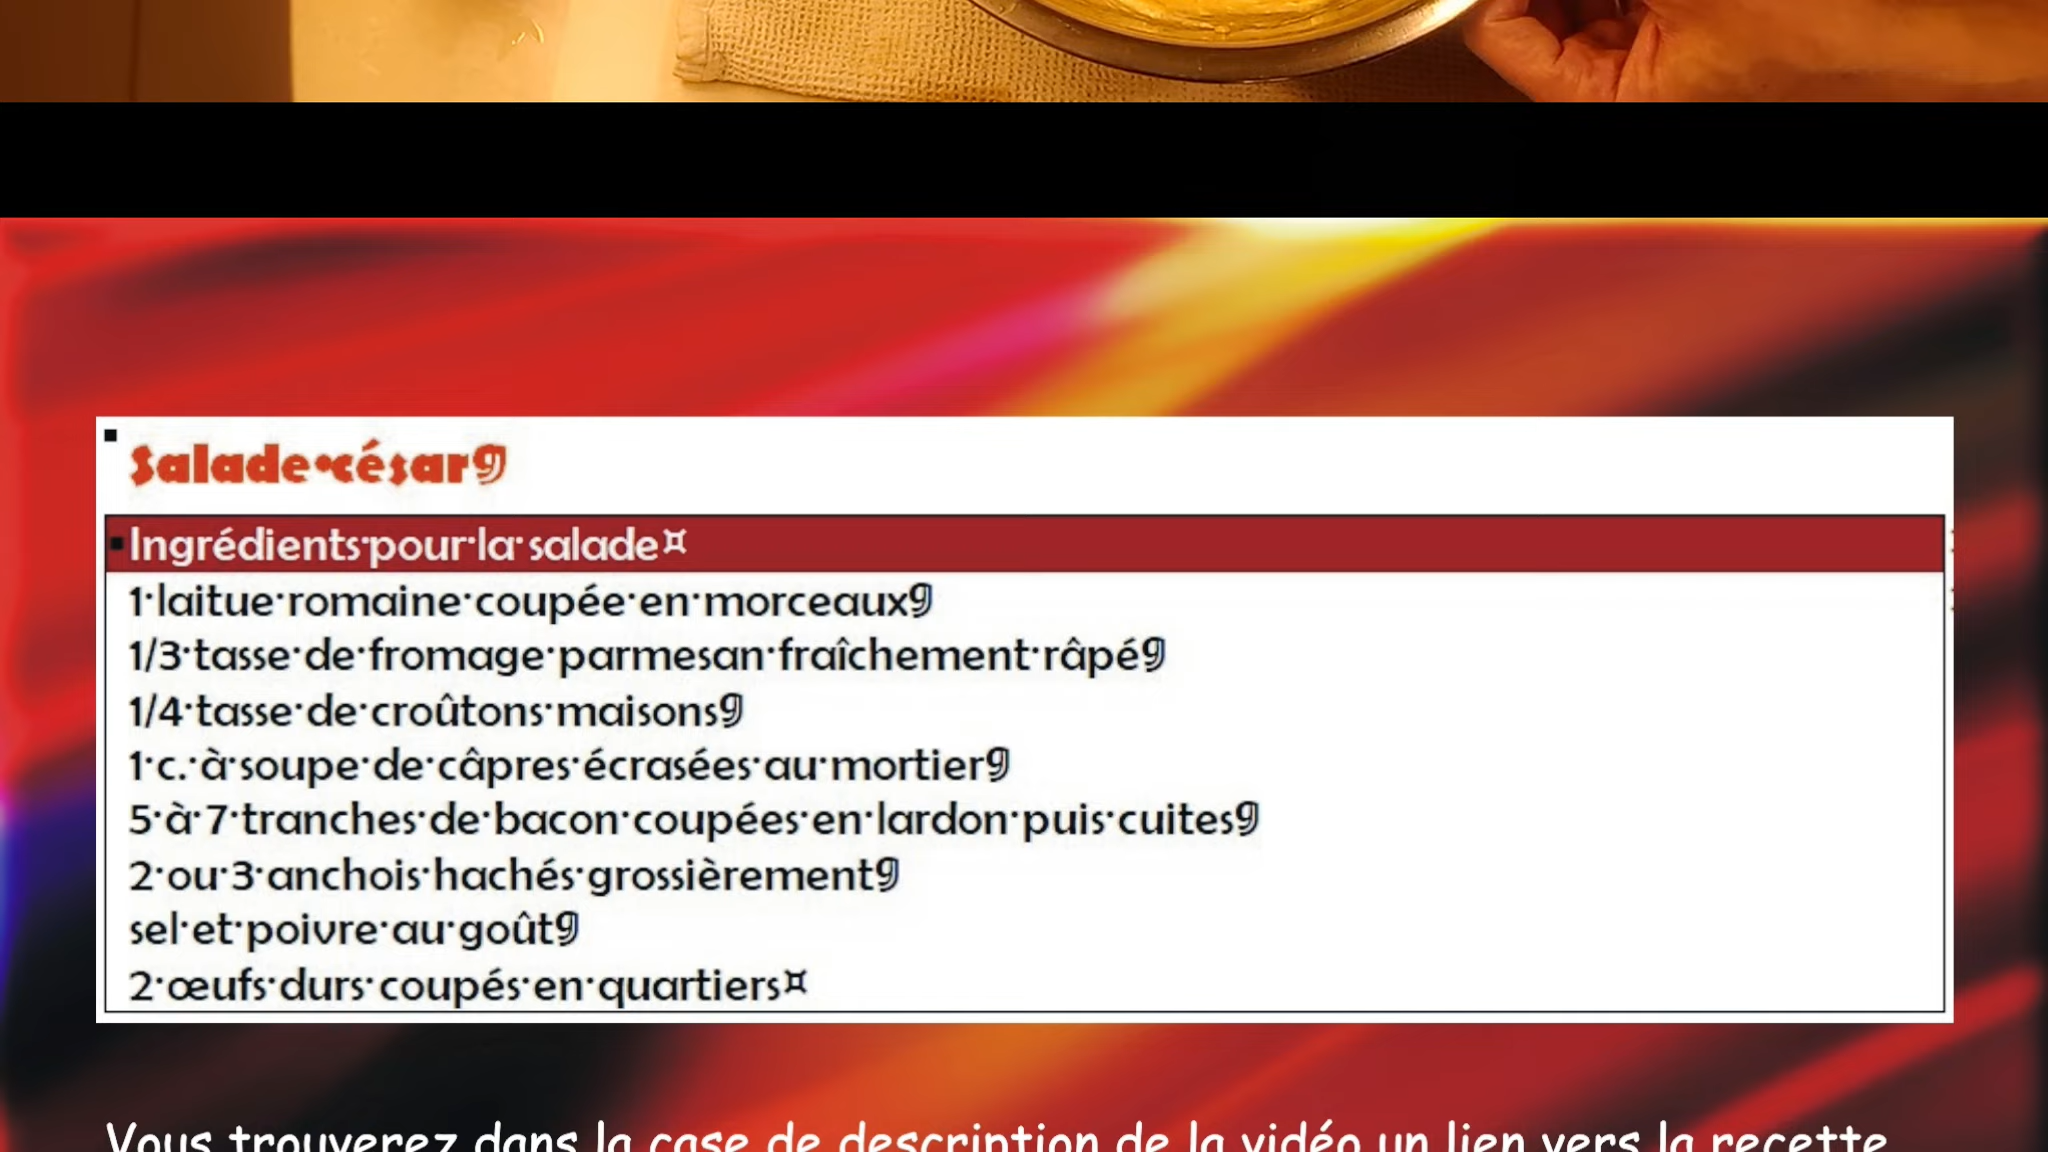 Salade césar
Ingrédients pour la salade
1 laitue romaine coupée en morceaux
1/3 tasse de fromage parmesan fraîchement râpé
1/4 tasse de croûtons maisons
1 c. à soupe de câpres écrasées au mortier
5 à 7 tranches de bacon coupées en lardon puis cuites
2 ou 3 anchois hachés grossièrement
sel et poivre au goût
2 œufs durs coupés en quartiers
Vous trouverez dans la case de description de la vidéo un lien vers la recette